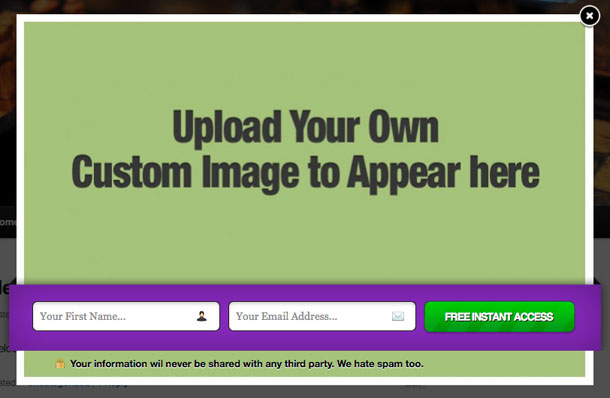 Upload Your Own
Custom Image to Appear here
Your First Name...
Your Email Address...
FREE INSTANT ACCESS
Your information wil never be shared with any third party. We hate spam too.